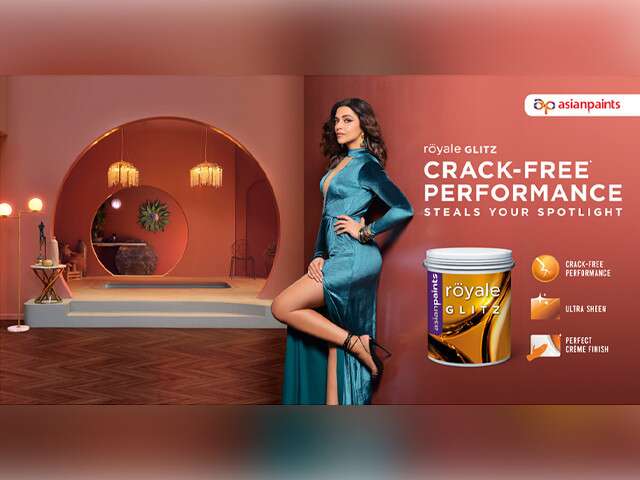 asianpaints
röyale GLITZ
CRACK-FREE*
PERFORMANCE
STEALS YOUR SPOTLIGHT
asianpaints
röyale
GLITZ
CRACK-FREE
PERFORMANCE
ULTRA SHEEN
PERFECT
CRÈME FINISH